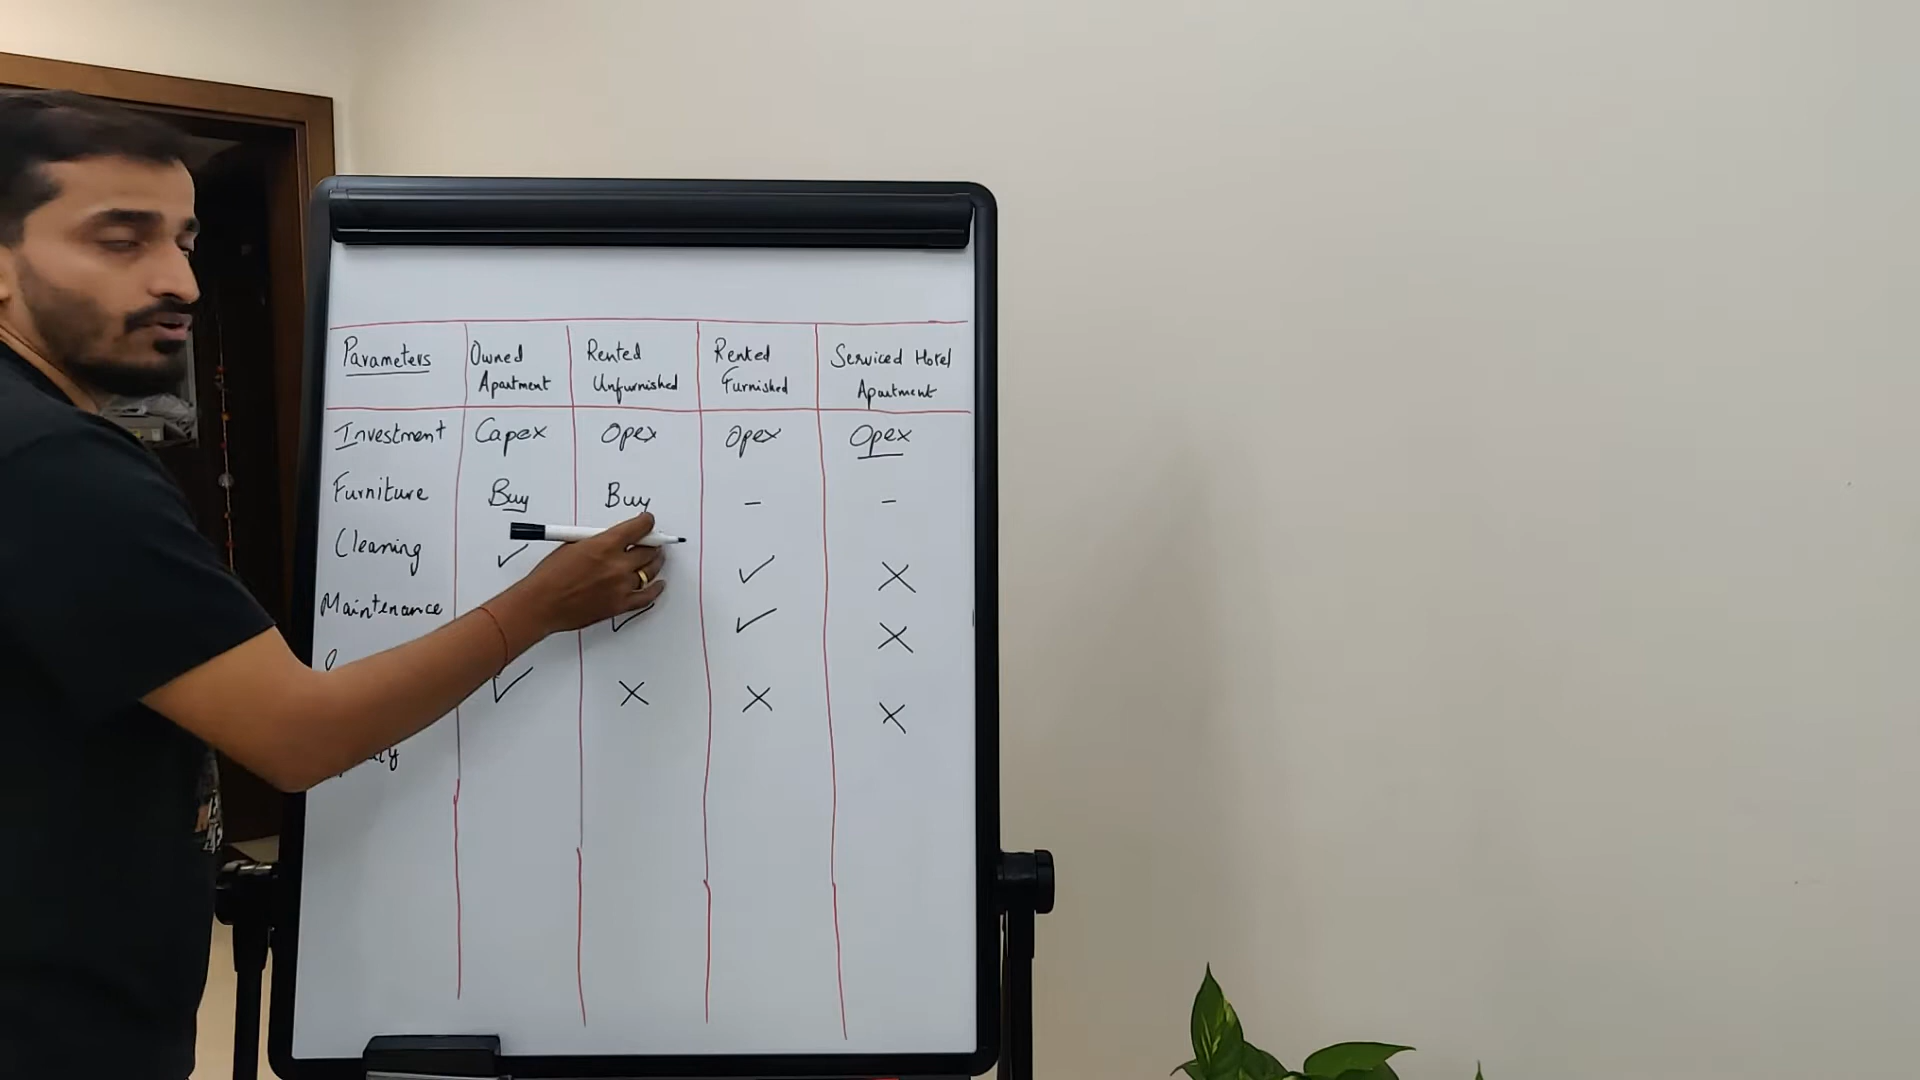 Parameters Owned Apartment Rented Unfurnished Rented Furnished Serviced Hotel Apartment
Investment Capex Opex Opex Opex
Furniture Buy Buy - -
Cleaning ✓ ✓ X
Maintenance ✓ ✓ X
✓ X X X